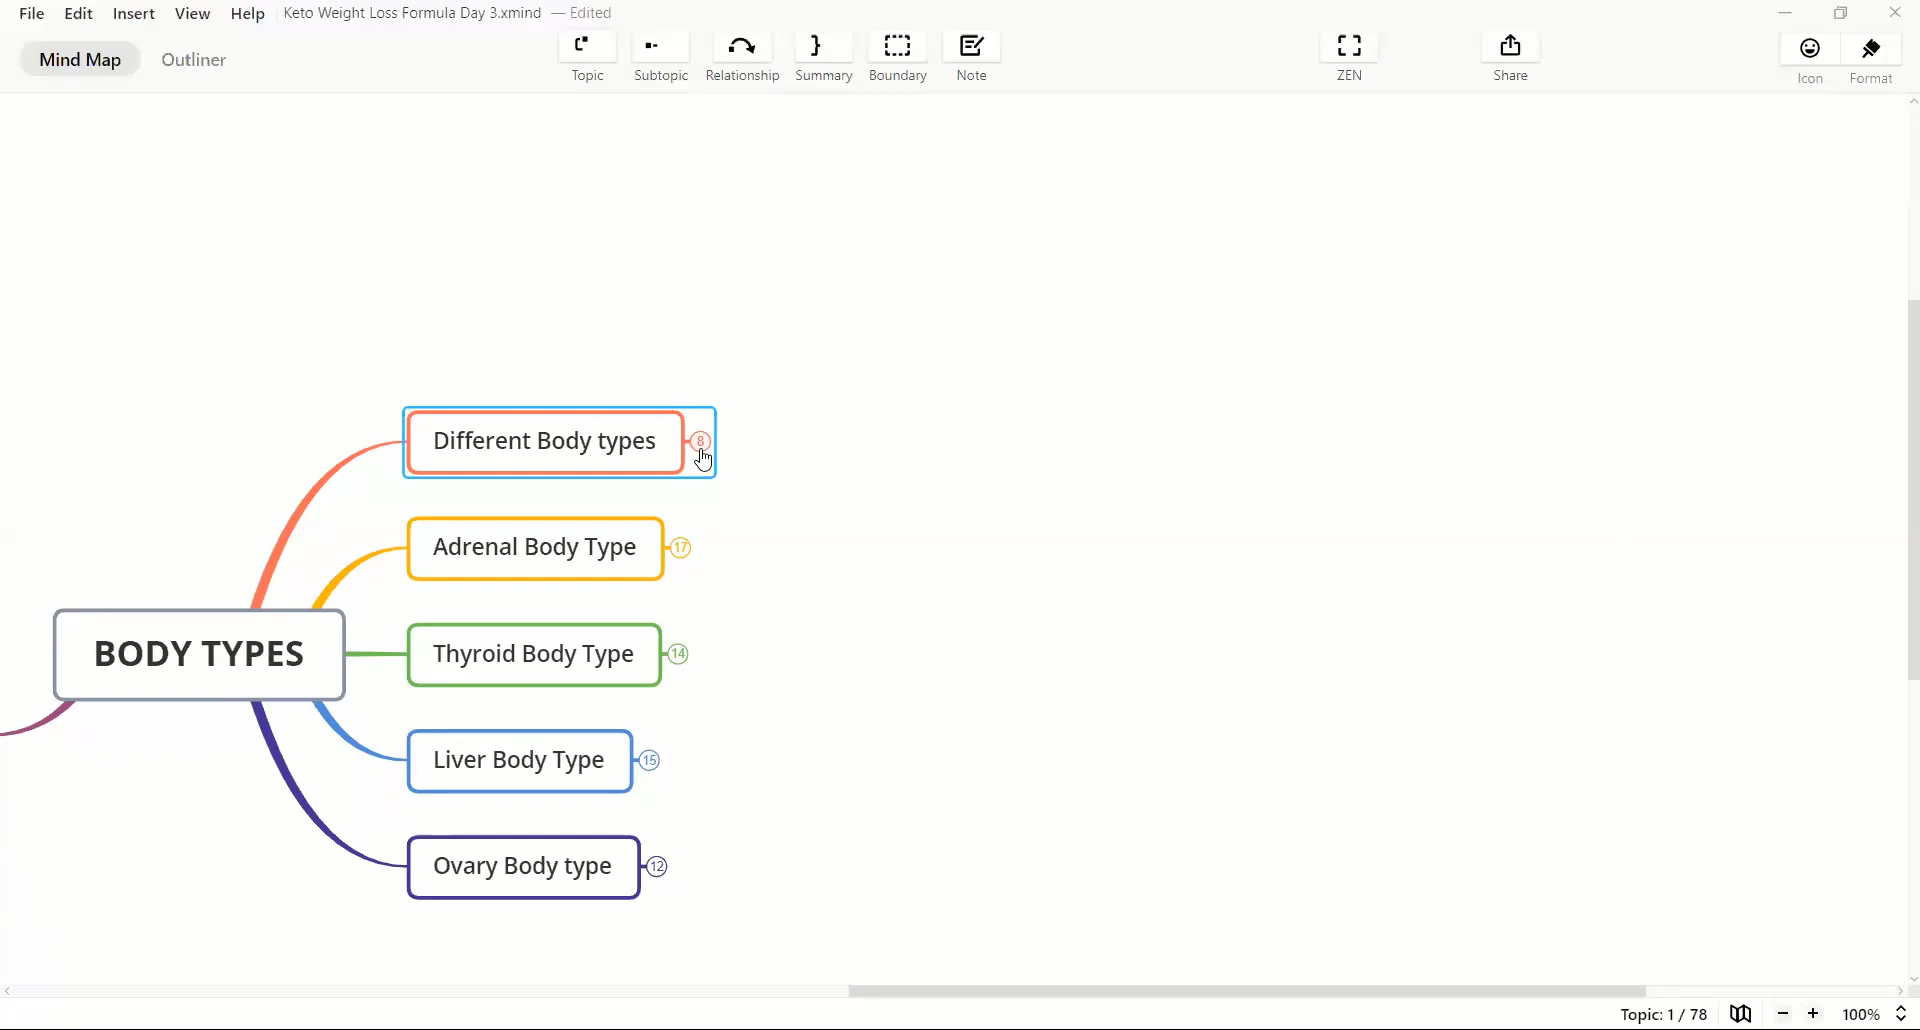 File Edit Insert View Help Keto Weight Loss Formula Day 3.xmind — Edited
Mind Map Outliner
Topic Subtopic Relationship Summary Boundary Note ZEN Share Icon Format
Different Body types 8
Adrenal Body Type 17
BODY TYPES
Thyroid Body Type 14
Liver Body Type 15
Ovary Body type 12
Topic: 1 / 78 100%